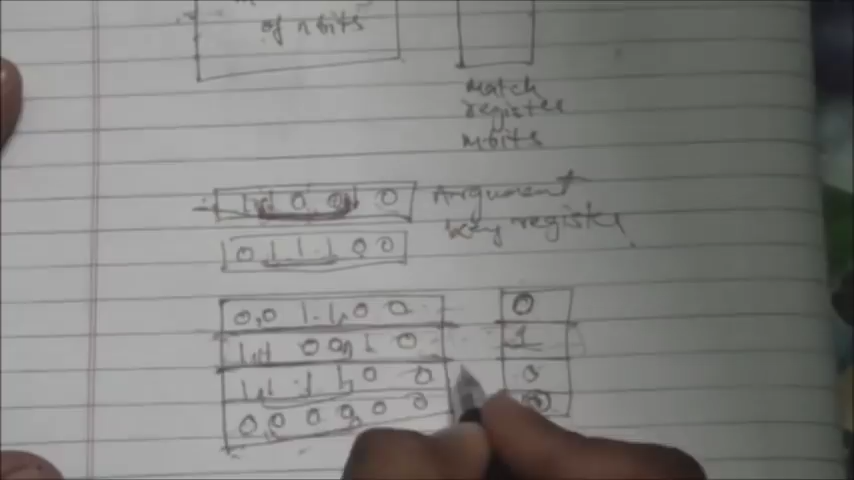 of n bits
match
register
m bits
1 1 0 0 1 0 Argument
0 1 1 1 0 0 key register
0 0 1 1 0 0 0
1 1 0 0 1 0 1
1 1 1 1 0 0 0
0 0 0 0 0 0 0